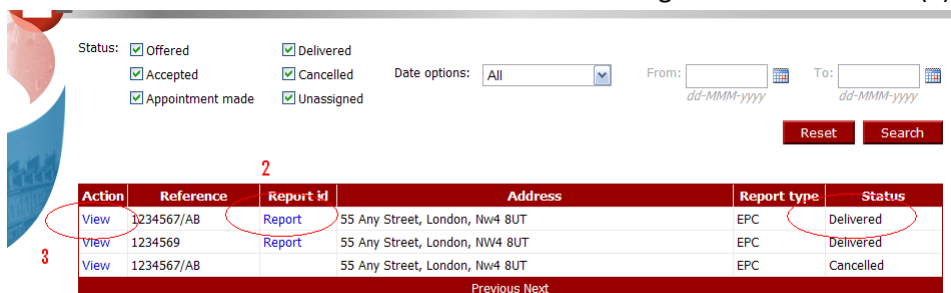 Status: Offered Delivered
Accepted Cancelled Date options: All From: To:
Appointment made Unassigned dd-MMM-yyyy dd-MMM-yyyy
Reset Search
2
Action Reference Report id Address Report type Status
View 1234567/AB Report 55 Any Street, London, Nw4 8UT EPC Delivered
View 1234569 Report 55 Any Street, London, NW4 8UT EPC Delivered
3
View 1234567/AB 55 Any Street, London, Nw4 8UT EPC Cancelled
Previous Next